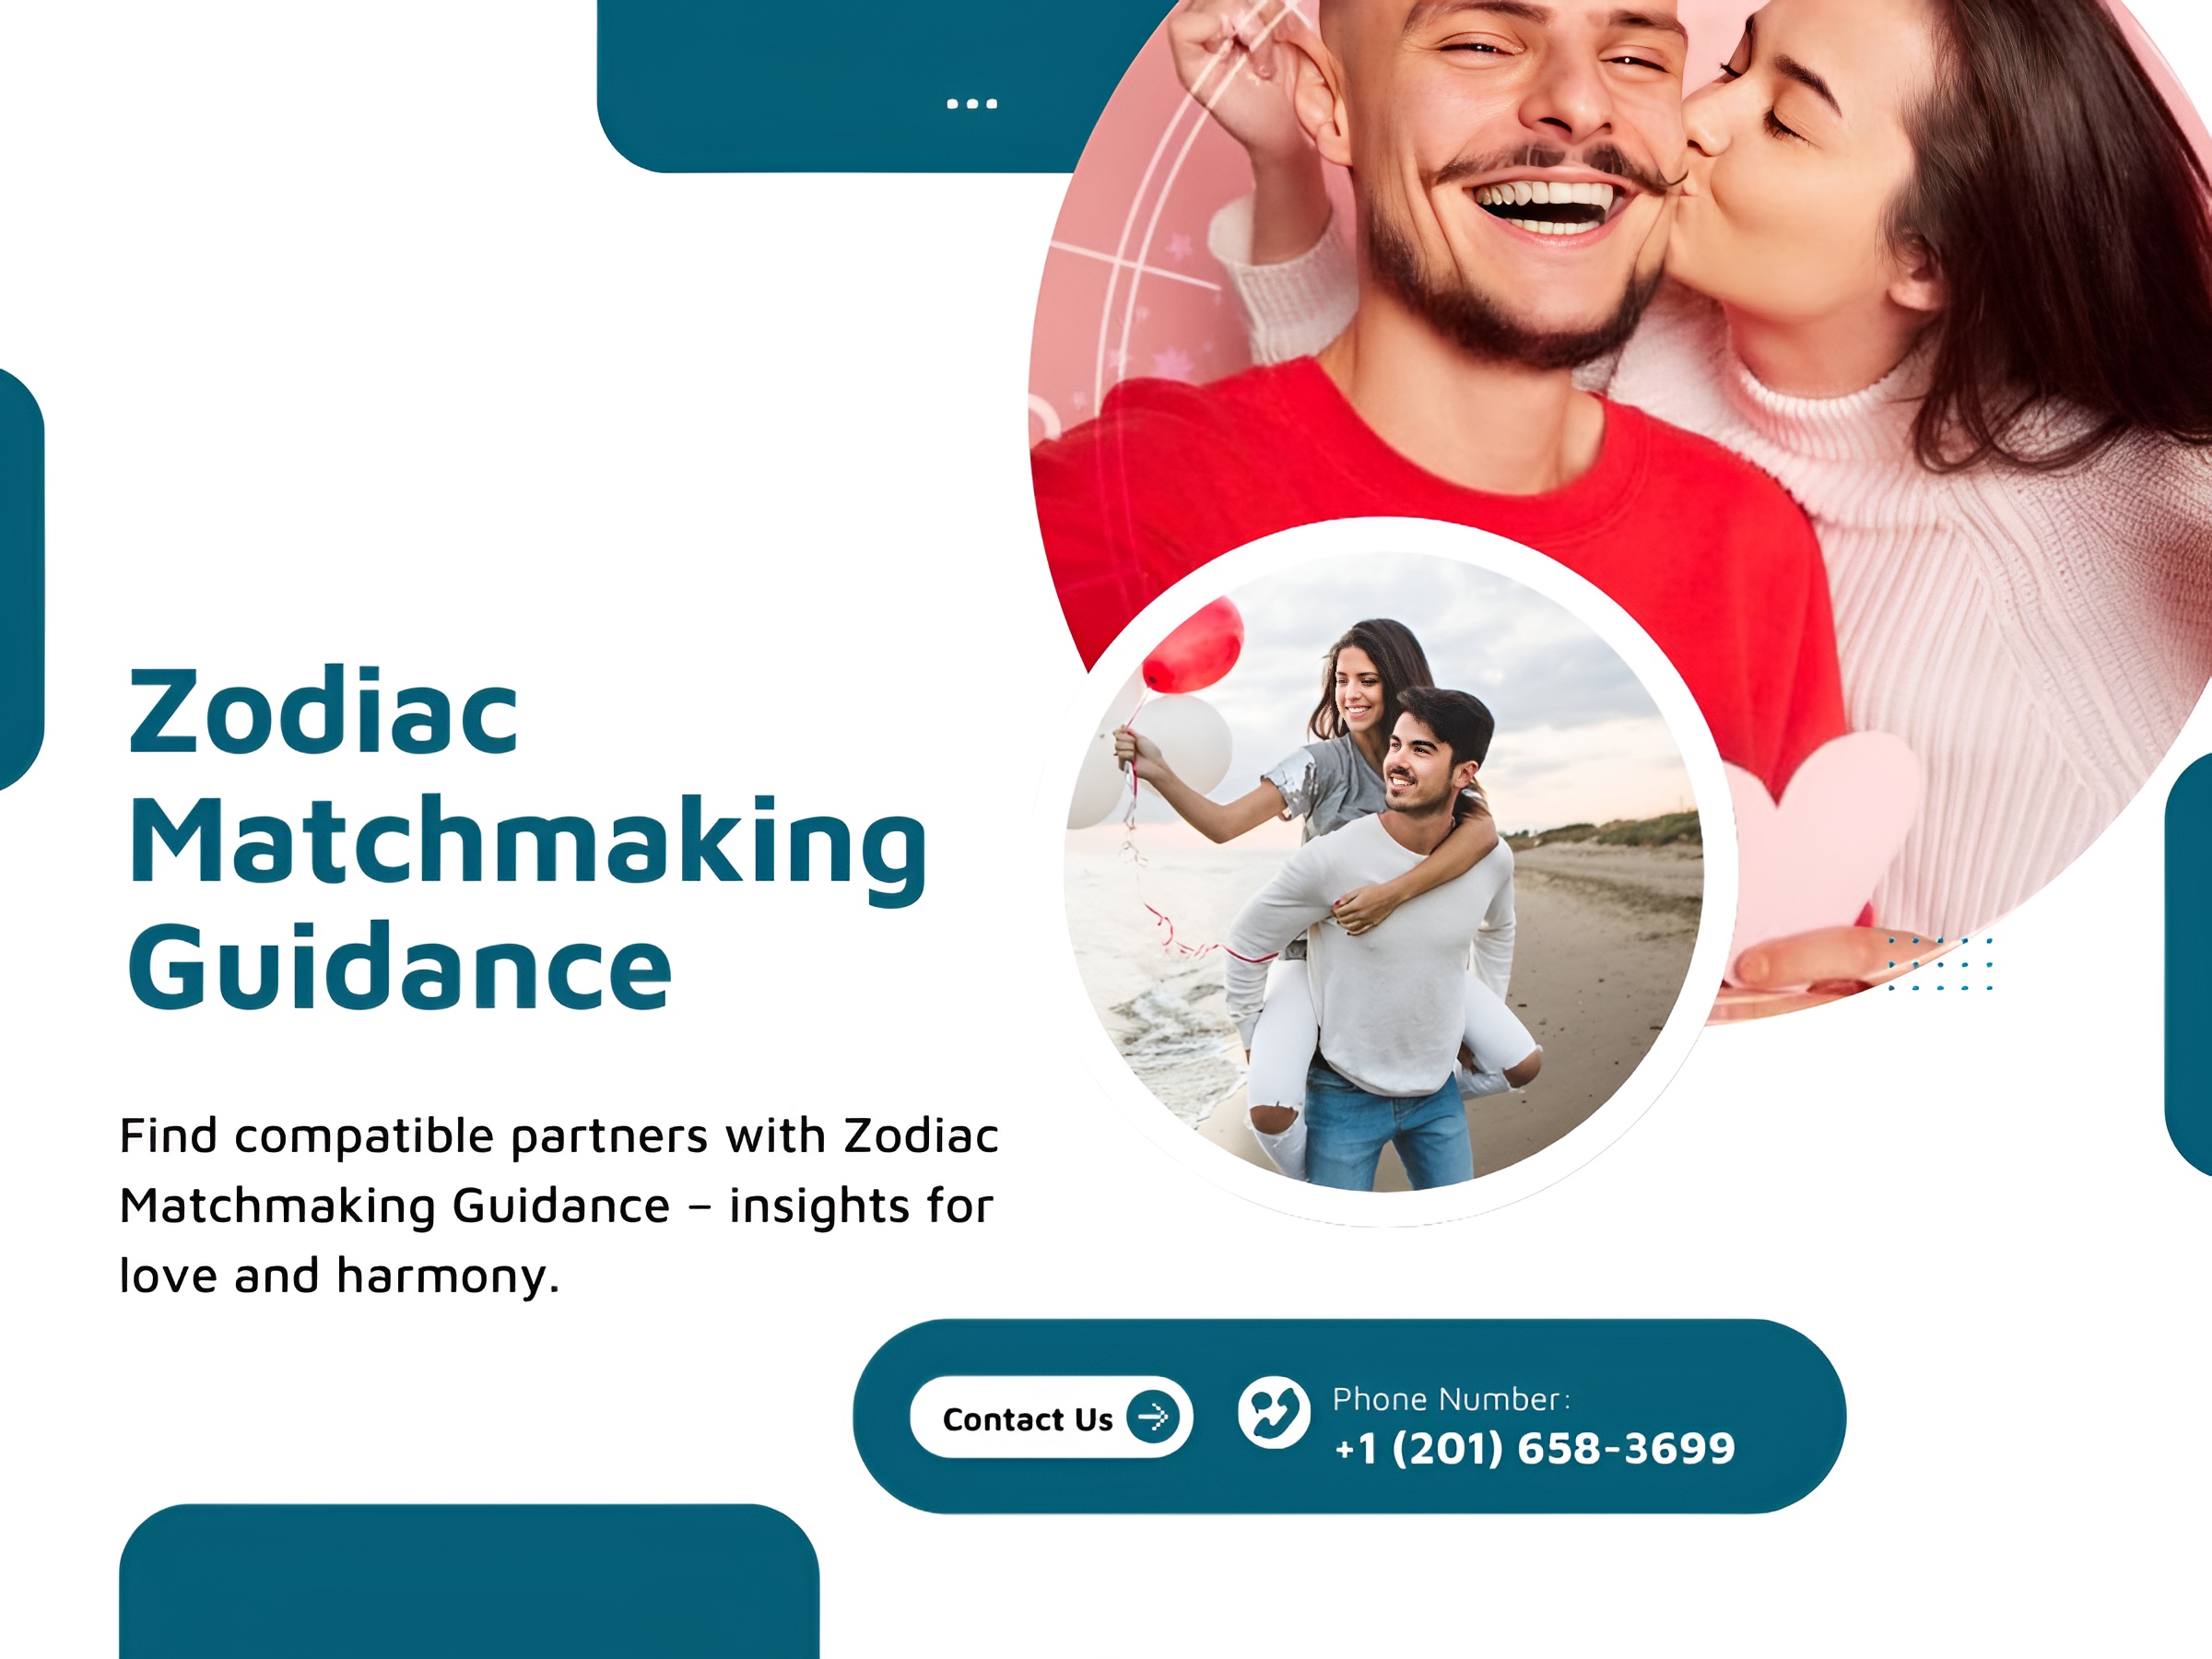 Zodiac
Matchmaking
Guidance
Find compatible partners with Zodiac
Matchmaking Guidance – insights for
love and harmony.
Contact Us
Phone Number:
+1 (201) 658-3699